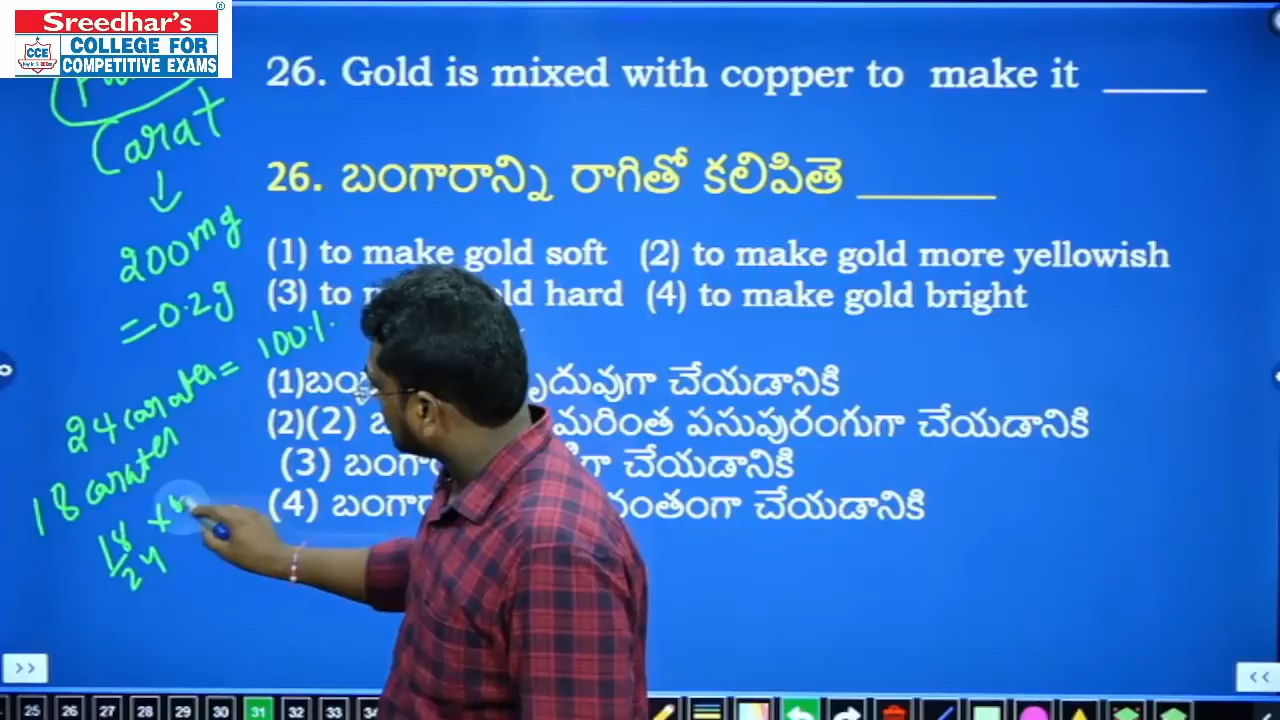 Sreedhar's
CCE
COLLEGE FOR
COMPETITIVE EXAMS
Carat
200mg
=0.2g
24 carates = 100%.
18 carates
18/24 ×
26. Gold is mixed with copper to make it ______
26. బంగారాన్ని రాగితో కలిపితె ______
(1) to make gold soft (2) to make gold more yellowish
(3) to hard (4) to make gold bright
(1) చేయడానికి
(2)(2) మరింత పసుపురంగుగా చేయడానికి
(3) చేయడానికి
(4) చేయడానికి
>>
<<
25 26 27 28 29 30 31 32 33 34